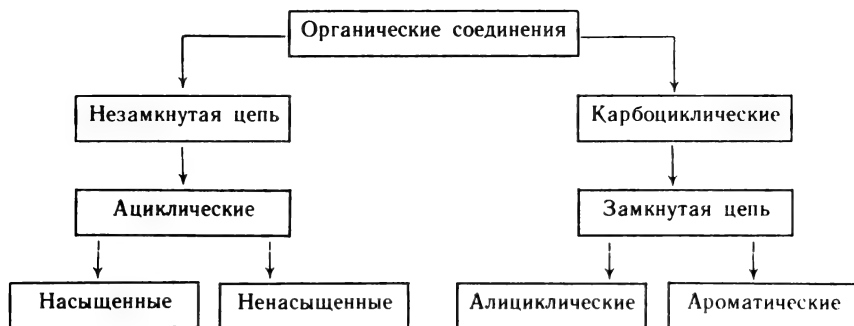 Органические соединения
Незамкнутая цепь
Карбоциклические
Ациклические
Замкнутая цепь
Насыщенные
Ненасыщенные
Алициклические
Ароматические